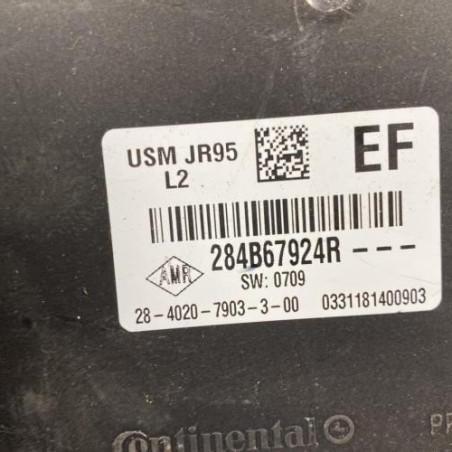 USM JR95
L2
EF
284B67924R - - -
AMR
SW: 0709
28-4020-7903-3-00 0331181400903
Continental